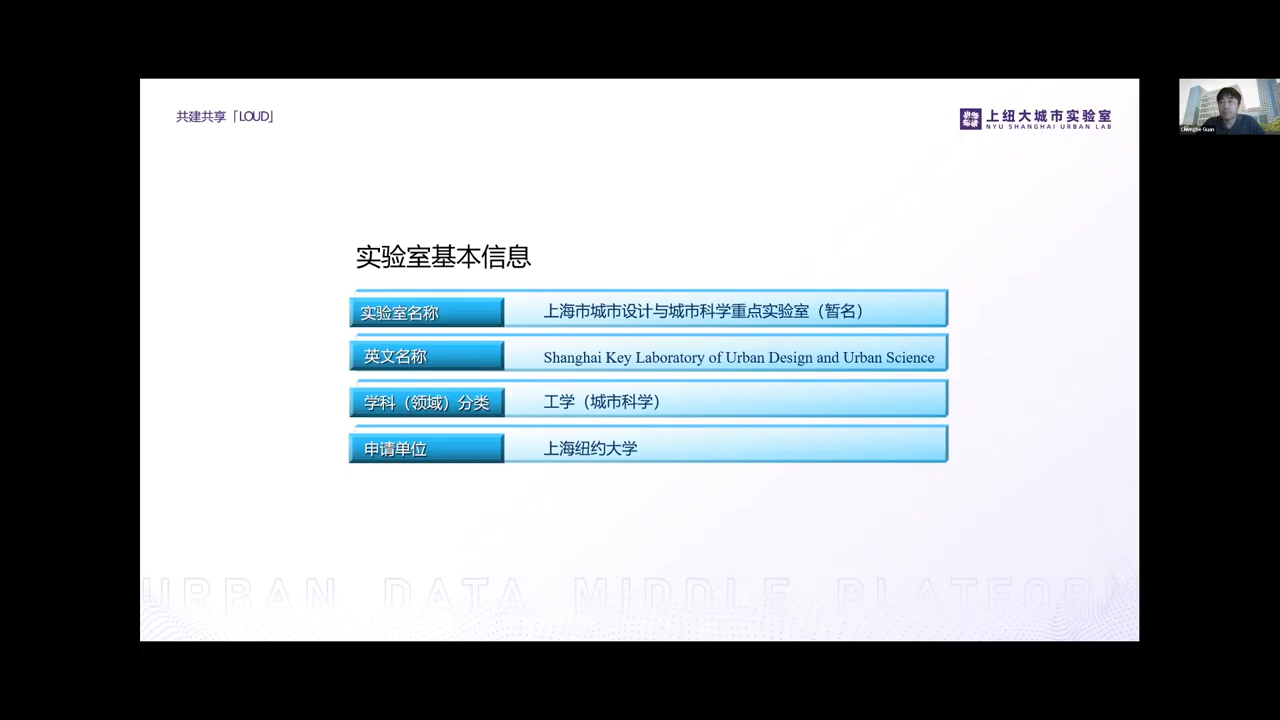 共建共享「LOUD」
上纽大城市实验室
NYU SHANGHAI URBAN LAB
Chenghe Guan
实验室基本信息
实验室名称 上海市城市设计与城市科学重点实验室（暂名）
英文名称 Shanghai Key Laboratory of Urban Design and Urban Science
学科（领域）分类 工学（城市科学）
申请单位 上海纽约大学
URBAN DATA MIDDLE PLATFORM